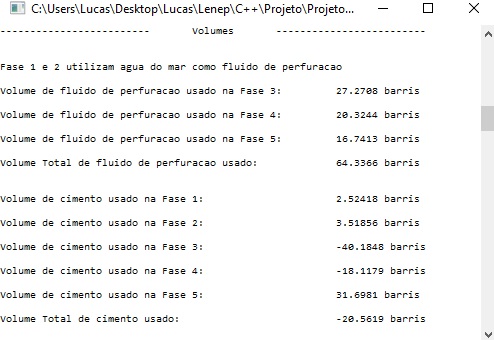 C:\Users\Lucas\Desktop\Lucas\Lenep\C++\Projeto\Projeto...
------------------------- Volumes -------------------------
Fase 1 e 2 utilizam agua do mar como fluido de perfuracao
Volume de fluido de perfuracao usado na Fase 3: 27.2708 barris
Volume de fluido de perfuracao usado na Fase 4: 20.3244 barris
Volume de fluido de perfuracao usado na Fase 5: 16.7413 barris
Volume Total de fluido de perfuracao usado: 64.3366 barris
Volume de cimento usado na Fase 1: 2.52418 barris
Volume de cimento usado na Fase 2: 3.51856 barris
Volume de cimento usado na Fase 3: -40.1848 barris
Volume de cimento usado na Fase 4: -18.1179 barris
Volume de cimento usado na Fase 5: 31.6981 barris
Volume Total de cimento usado: -20.5619 barris